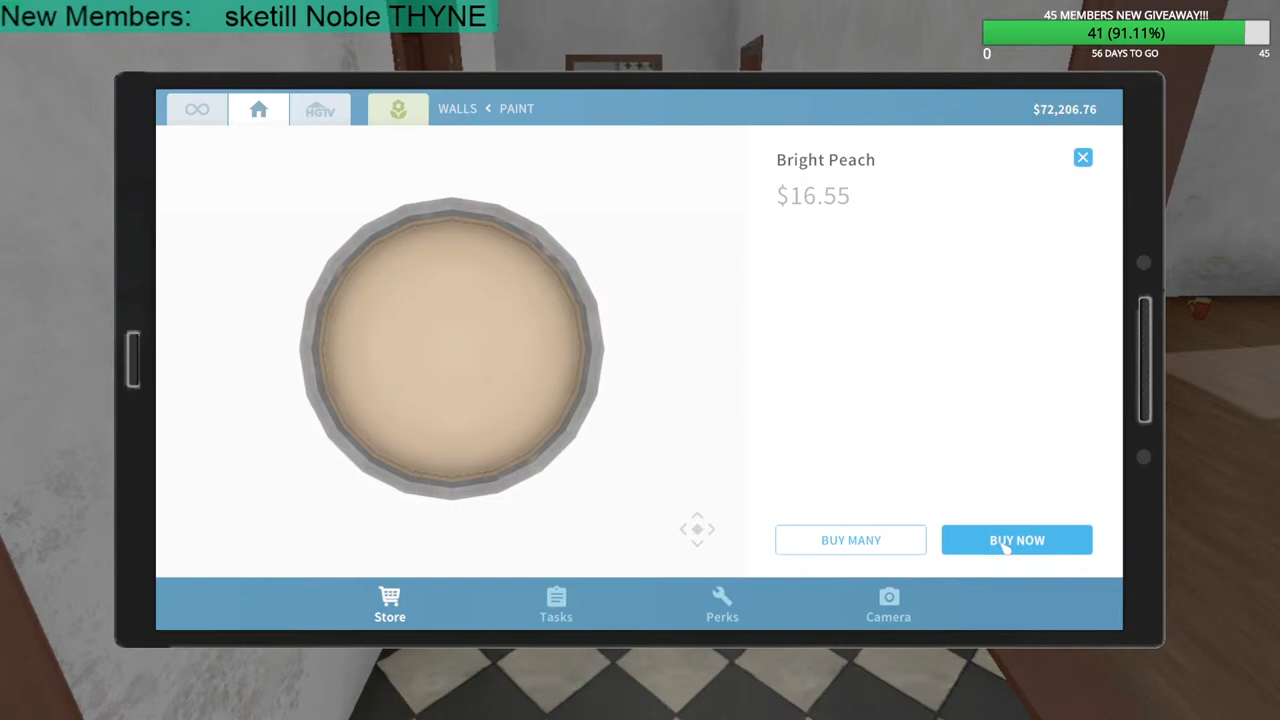 New Members: sketill Noble THYNE
45 MEMBERS NEW GIVEAWAY!!!
41 (91.11%)
0 56 DAYS TO GO 45
HGTV WALLS < PAINT $72,206.76
Bright Peach
$16.55
BUY MANY BUY NOW
Store Tasks Perks Camera